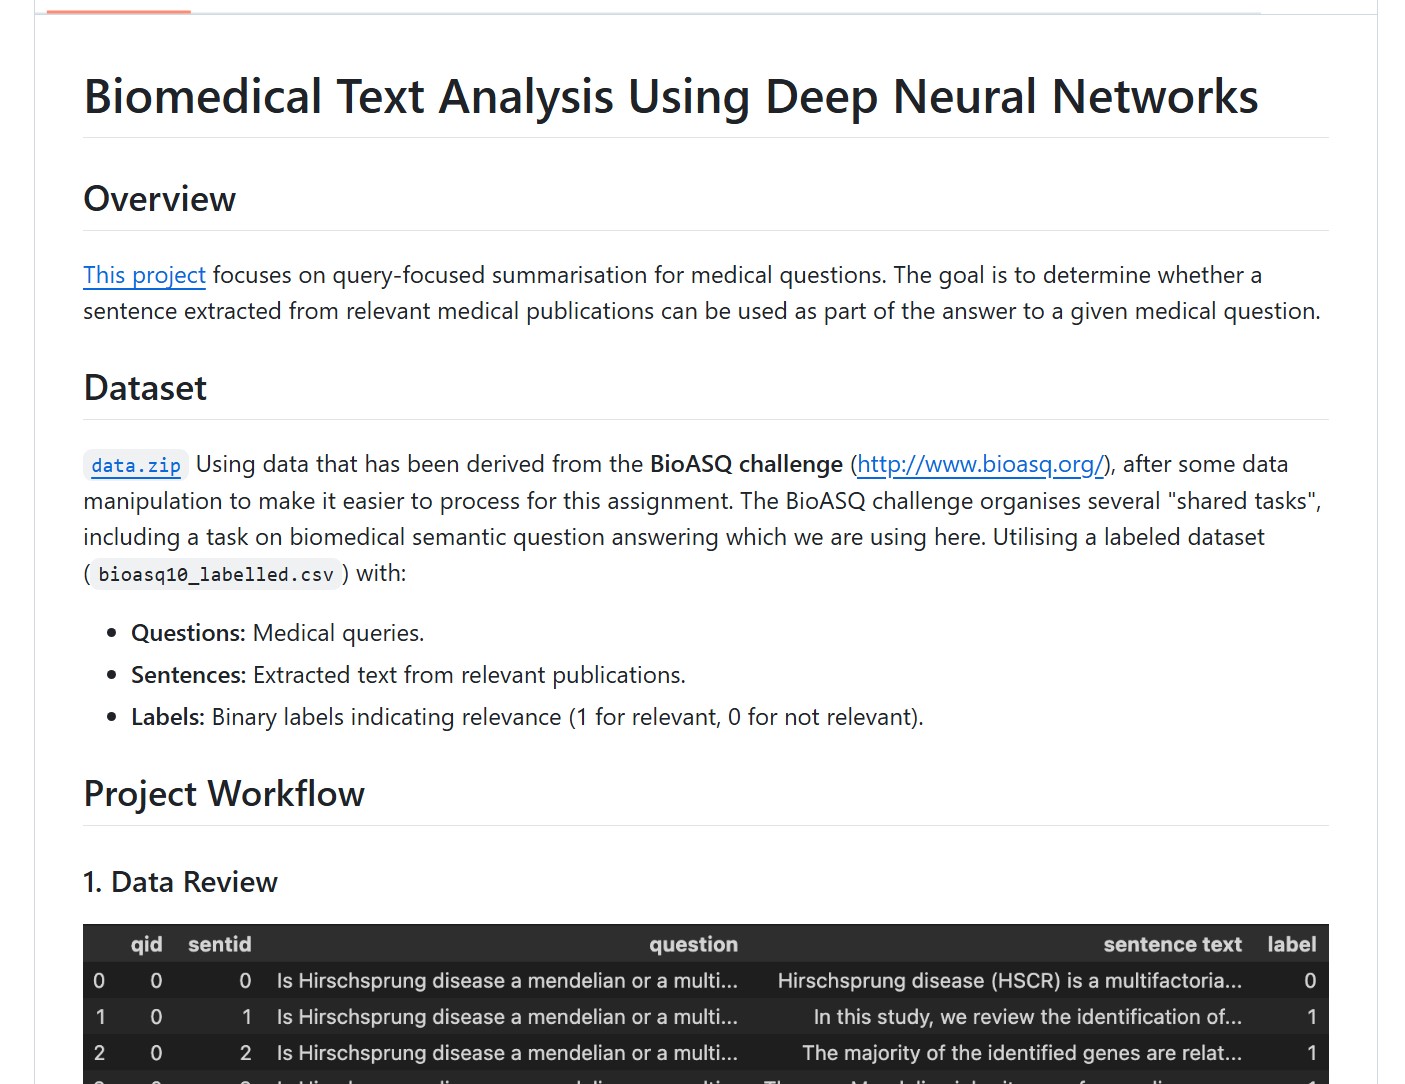 Biomedical Text Analysis Using Deep Neural Networks
Overview
This project focuses on query-focused summarisation for medical questions. The goal is to determine whether a
sentence extracted from relevant medical publications can be used as part of the answer to a given medical question.
Dataset
data.zip Using data that has been derived from the BioASQ challenge (http://www.bioasq.org/), after some data
manipulation to make it easier to process for this assignment. The BioASQ challenge organises several "shared tasks",
including a task on biomedical semantic question answering which we are using here. Utilising a labeled dataset
(bioasq10_labelled.csv) with:
• Questions: Medical queries.
• Sentences: Extracted text from relevant publications.
• Labels: Binary labels indicating relevance (1 for relevant, 0 for not relevant).
Project Workflow
1. Data Review
qid sentid question sentence text label
0 0 0 Is Hirschsprung disease a mendelian or a multi... Hirschsprung disease (HSCR) is a multifactoria... 0
1 0 1 Is Hirschsprung disease a mendelian or a multi... In this study, we review the identification of... 1
2 0 2 Is Hirschsprung disease a mendelian or a multi... The majority of the identified genes are relat... 1